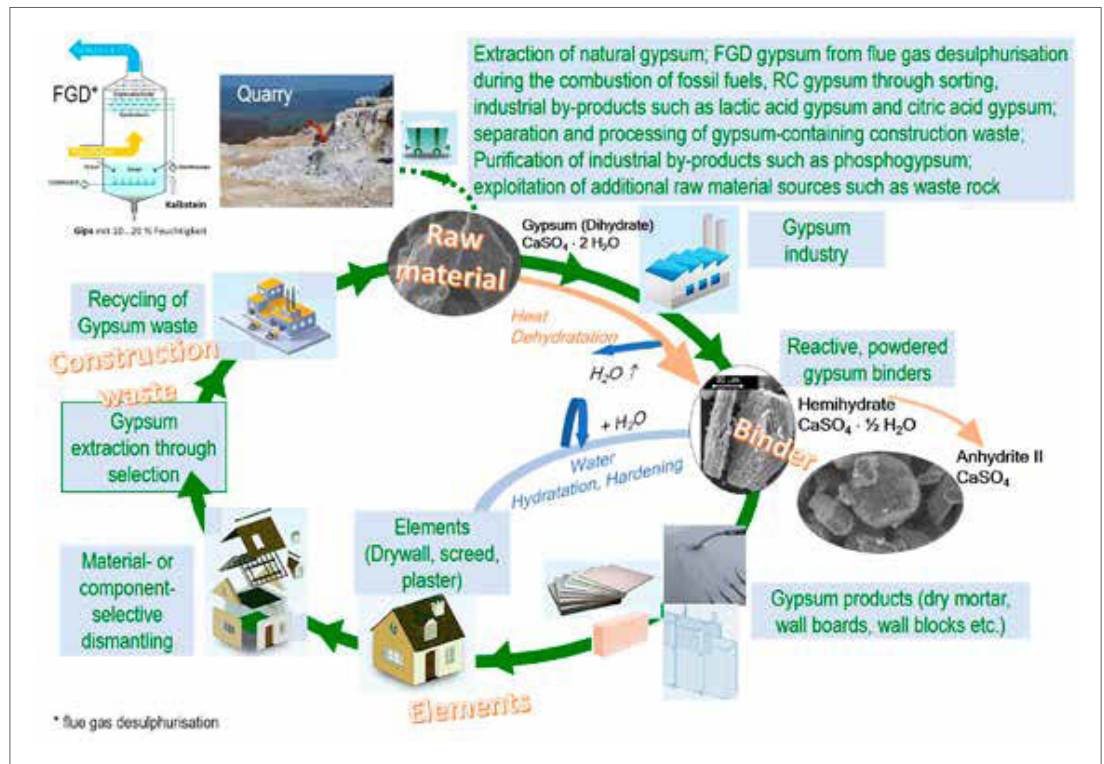 FGD*
Kalkstein
Gips mit 10...20 % Feuchtigkeit
Quarry
Extraction of natural gypsum; FGD gypsum from flue gas desulphurisation
during the combustion of fossil fuels, RC gypsum through sorting,
industrial by-products such as lactic acid gypsum and citric acid gypsum;
separation and processing of gypsum-containing construction waste;
Purification of industrial by-products such as phosphogypsum;
exploitation of additional raw material sources such as waste rock
Raw
material
Gypsum (Dihydrate)
CaSO₄ · 2 H₂O
Gypsum
industry
Recycling of
Gypsum waste
Construction
waste
Heat
Dehydratation
H₂O ↑
Reactive, powdered
gypsum binders
Hemihydrate
CaSO₄ · ½ H₂O
Binder
Anhydrite II
CaSO₄
Gypsum
extraction through
selection
+ H₂O
Water
Hydratation, Hardening
Elements
(Drywall, screed,
plaster)
Material- or
component-
selective
dismantling
Gypsum products (dry mortar,
wall boards, wall blocks etc.)
Elements
* flue gas desulphurisation